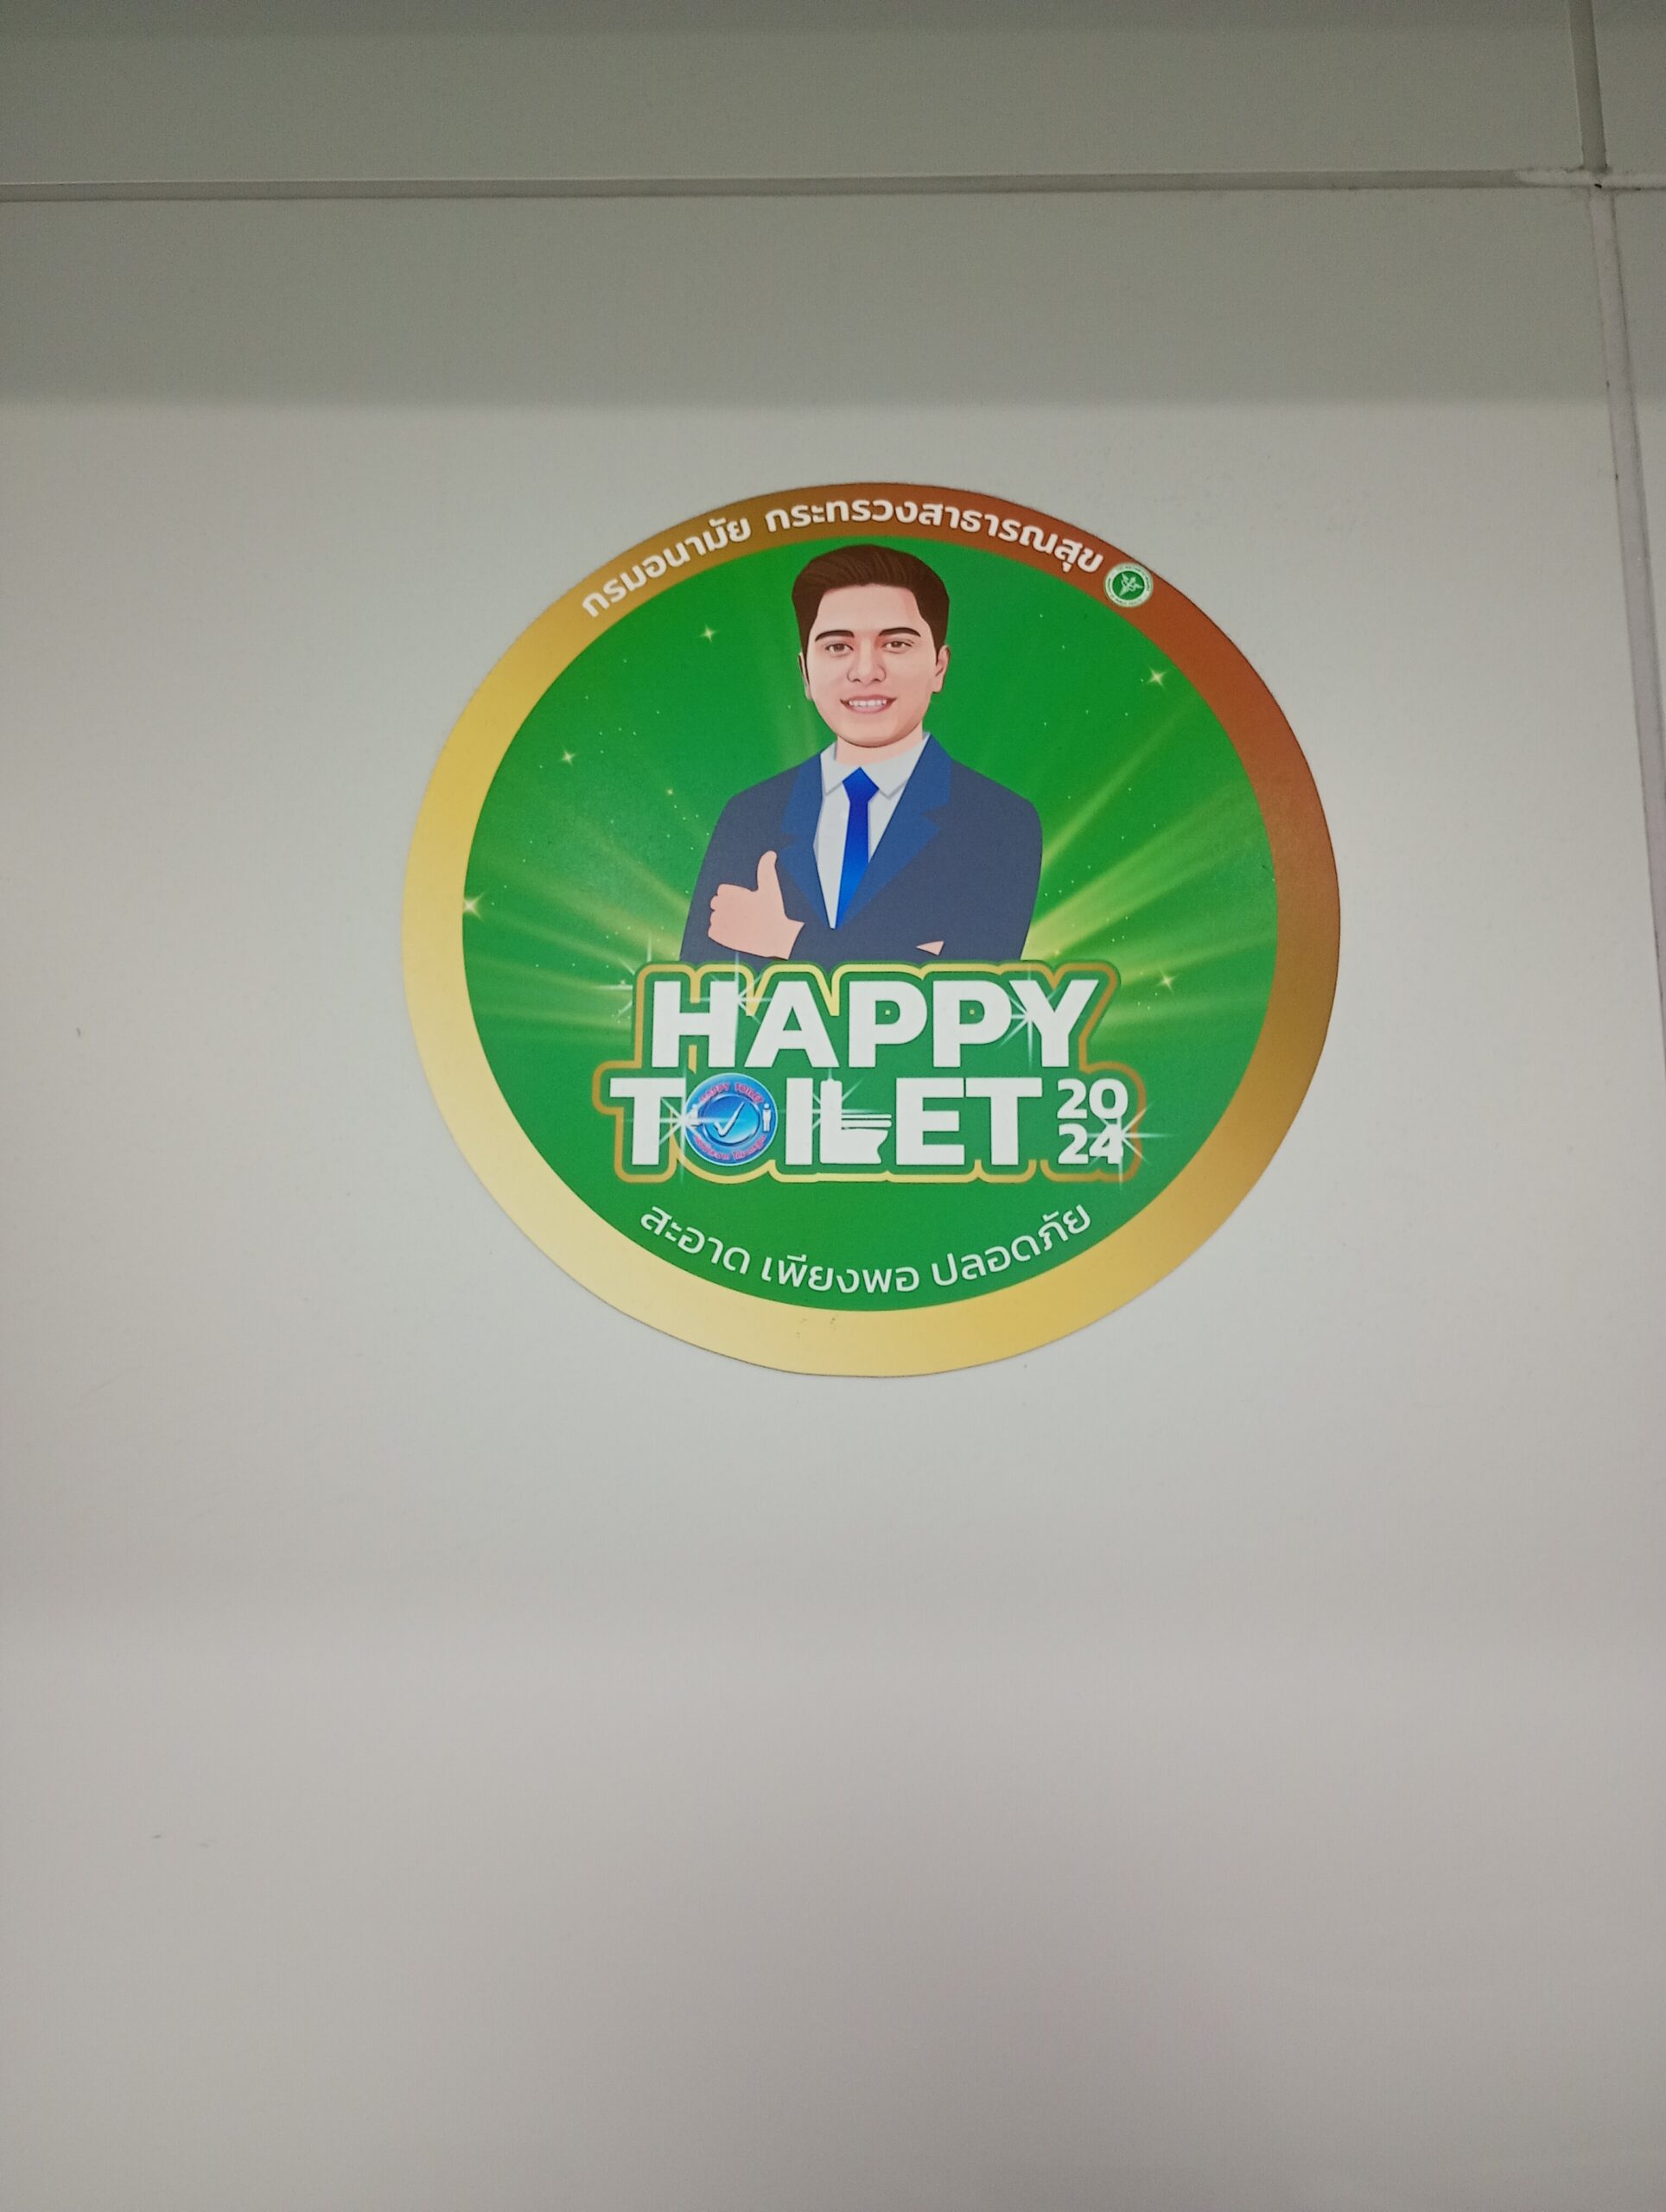 กรมอนามัย กระทรวงสาธารณสุข
HAPPY
TOILET 2024
HAPPY TOILET
สะอาด เพียงพอ ปลอดภัย